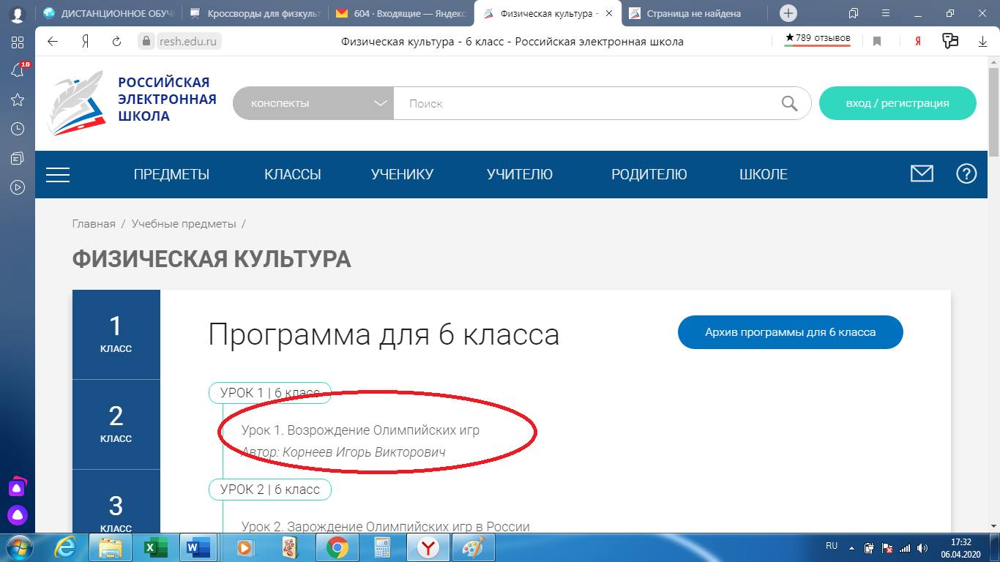 ДИСТАНЦИОННОЕ ОБУЧ
Кроссворды для физкульт
604 · Входящие — Яндекс.
Физическая культура -
Страница не найдена
resh.edu.ru
Физическая культура - 6 класс - Российская электронная школа
★789 отзывов
Я
10
РОССИЙСКАЯ
ЭЛЕКТРОННАЯ
ШКОЛА
конспекты
Поиск
вход / регистрация
ПРЕДМЕТЫ КЛАССЫ УЧЕНИКУ УЧИТЕЛЮ РОДИТЕЛЮ ШКОЛЕ
Главная / Учебные предметы /
ФИЗИЧЕСКАЯ КУЛЬТУРА
1
КЛАСС
2
КЛАСС
3
КЛАСС
Программа для 6 класса
Архив программы для 6 класса
УРОК 1 | 6 класс
Урок 1. Возрождение Олимпийских игр
Автор: Корнеев Игорь Викторович
УРОК 2 | 6 класс
Урок 2. Зарождение Олимпийских игр в России
RU
17:32
06.04.2020